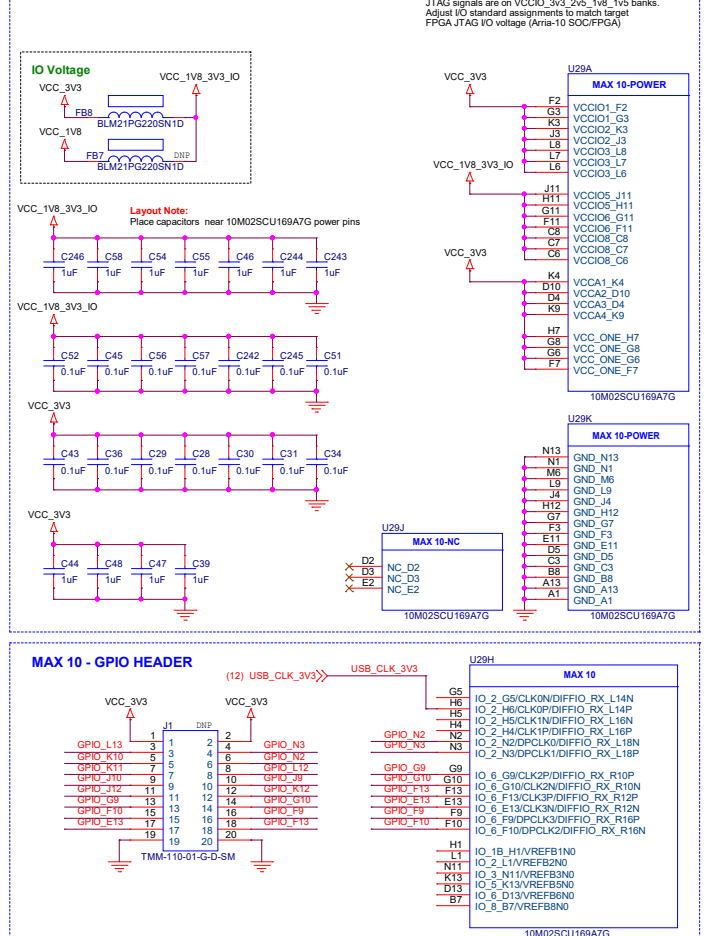 JTAG signals are on VCCIO_3v3_2v5_1v8_1v5 banks.
Adjust I/O standard assignments to match target
FPGA JTAG I/O voltage (Arria-10 SOC/FPGA)
IO Voltage
VCC_3V3
VCC_1V8_3V3_IO
FB8
BLM21PG220SN1D
VCC_1V8
FB7
DNP
BLM21PG220SN1D
VCC_1V8_3V3_IO
Layout Note:
Place capacitors near 10M02SCU169A7G power pins
C246 C58 C54 C55 C46 C244 C243
1uF 1uF 1uF 1uF 1uF 1uF 1uF
VCC_1V8_3V3_IO
C52 C45 C56 C57 C242 C245 C51
0.1uF 0.1uF 0.1uF 0.1uF 0.1uF 0.1uF 0.1uF
VCC_3V3
C43 C36 C29 C28 C30 C31 C34
0.1uF 0.1uF 0.1uF 0.1uF 0.1uF 0.1uF 0.1uF
VCC_3V3
C44 C48 C47 C39
1uF 1uF 1uF 1uF
U29J
MAX 10-NC
D2 NC_D2
D3 NC_D3
E2 NC_E2
10M02SCU169A7G
U29A
MAX 10-POWER
VCC_3V3
F2 VCCIO1_F2
G3 VCCIO1_G3
K3 VCCIO2_K3
J3 VCCIO2_J3
L8 VCCIO3_L8
L7 VCCIO3_L7
L6 VCCIO3_L6
VCC_1V8_3V3_IO
J11 VCCIO5_J11
H11 VCCIO5_H11
G11 VCCIO6_G11
F11 VCCIO6_F11
C8 VCCIO8_C8
C7 VCCIO8_C7
C6 VCCIO8_C6
VCC_3V3
K4 VCCA1_K4
D10 VCCA2_D10
D4 VCCA3_D4
K9 VCCA4_K9
H7 VCC_ONE_H7
G8 VCC_ONE_G8
G6 VCC_ONE_G6
F7 VCC_ONE_F7
10M02SCU169A7G
U29K
MAX 10-POWER
N13 GND_N13
N1 GND_N1
M6 GND_M6
L9 GND_L9
J4 GND_J4
H12 GND_H12
G7 GND_G7
F3 GND_F3
E11 GND_E11
D5 GND_D5
C3 GND_C3
B8 GND_B8
A13 GND_A13
A1 GND_A1
10M02SCU169A7G
MAX 10 - GPIO HEADER
(12) USB_CLK_3V3
USB_CLK_3V3
VCC_3V3
VCC_3V3
J1
DNP
1 1 2 2
GPIO_L13 3 3 4 4 GPIO_N3
GPIO_K10 5 5 6 6 GPIO_N2
GPIO_K11 7 7 8 8 GPIO_L12
GPIO_J10 9 9 10 10 GPIO_J9
GPIO_J12 11 11 12 12 GPIO_K12
GPIO_G9 13 13 14 14 GPIO_G10
GPIO_F10 15 15 16 16 GPIO_F9
GPIO_E13 17 17 18 18 GPIO_F13
19 19 20 20
TMM-110-01-G-D-SM
U29H
MAX 10
G5 IO_2_G5/CLK0N/DIFFIO_RX_L14N
H6 IO_2_H6/CLK0P/DIFFIO_RX_L14P
H5 IO_2_H5/CLK1N/DIFFIO_RX_L16N
H4 IO_2_H4/CLK1P/DIFFIO_RX_L16P
GPIO_N2 N2 IO_2_N2/DPCLK0/DIFFIO_RX_L18N
GPIO_N3 N3 IO_2_N3/DPCLK1/DIFFIO_RX_L18P
GPIO_G9 G9 IO_6_G9/CLK2P/DIFFIO_RX_R10P
GPIO_G10 G10 IO_6_G10/CLK2N/DIFFIO_RX_R10N
GPIO_F13 F13 IO_6_F13/CLK3P/DIFFIO_RX_R12P
GPIO_E13 E13 IO_6_E13/CLK3N/DIFFIO_RX_R12N
GPIO_F9 F9 IO_6_F9/DPCLK3/DIFFIO_RX_R16P
GPIO_F10 F10 IO_6_F10/DPCLK2/DIFFIO_RX_R16N
H1 IO_1B_H1/VREFB1N0
L1 IO_2_L1/VREFB2N0
N11 IO_3_N11/VREFB3N0
K13 IO_5_K13/VREFB5N0
D13 IO_6_D13/VREFB6N0
B7 IO_8_B7/VREFB8N0
10M02SCU169A7G